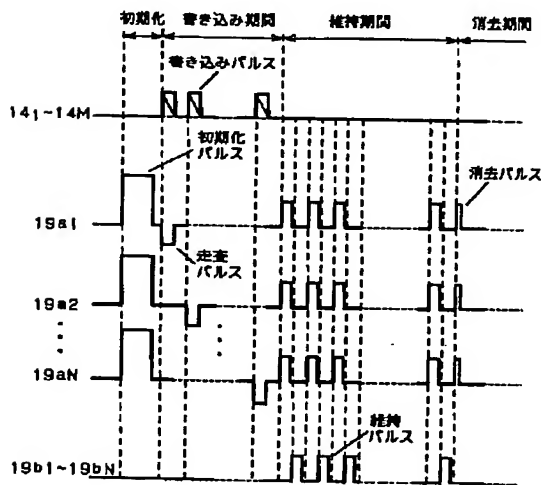 初期化 書き込み期間 維持期間 消去期間
書き込みパルス
14₁~14M
初期化
パルス
消去パルス
19a1
走査
パルス
19a2
19aN
維持
パルス
19b1~19bN